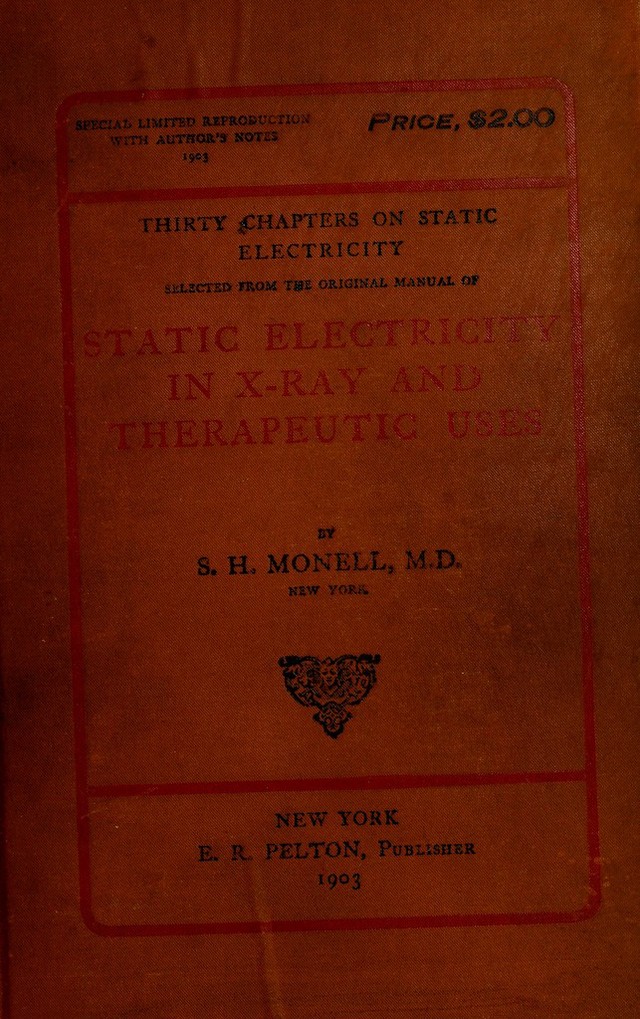 SPECIAL LIMITED REPRODUCTION
WITH AUTHOR'S NOTES
1903
PRICE, $2.00
THIRTY CHAPTERS ON STATIC
ELECTRICITY
SELECTED FROM THE ORIGINAL MANUAL OF
STATIC ELECTRICITY
IN X-RAY AND
THERAPEUTIC USES
BY
S. H. MONELL, M.D.
NEW YORK
NEW YORK
E. R. PELTON, PUBLISHER
1903